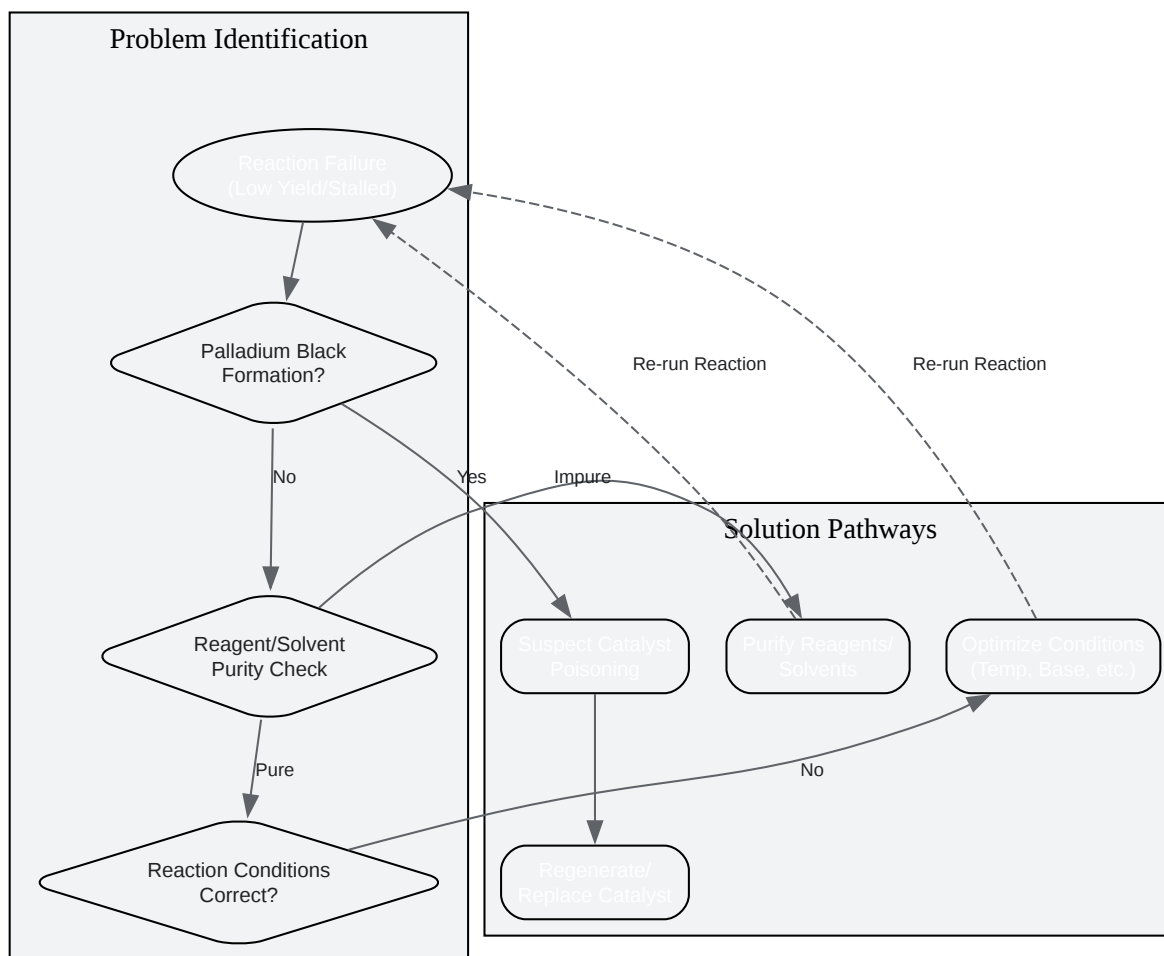 Problem Identification
Reaction Failure
(Low Yield/Stalled)
Palladium Black
Formation?
Re-run Reaction
Re-run Reaction
No
Yes
Impure
Solution Pathways
Reagent/Solvent
Purity Check
Suspect Catalyst
Poisoning
Purify Reagents/
Solvents
Optimize Conditions
(Temp, Base, etc.)
Pure
No
Reaction Conditions
Correct?
Regenerate/
Replace Catalyst